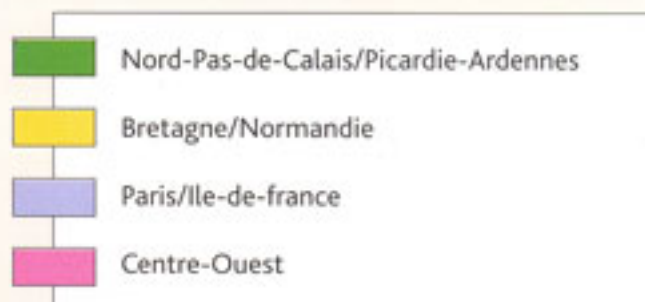 Nord-Pas-de-Calais/Picardie-Ardennes
Bretagne/Normandie
Paris/Ile-de-france
Centre-Ouest